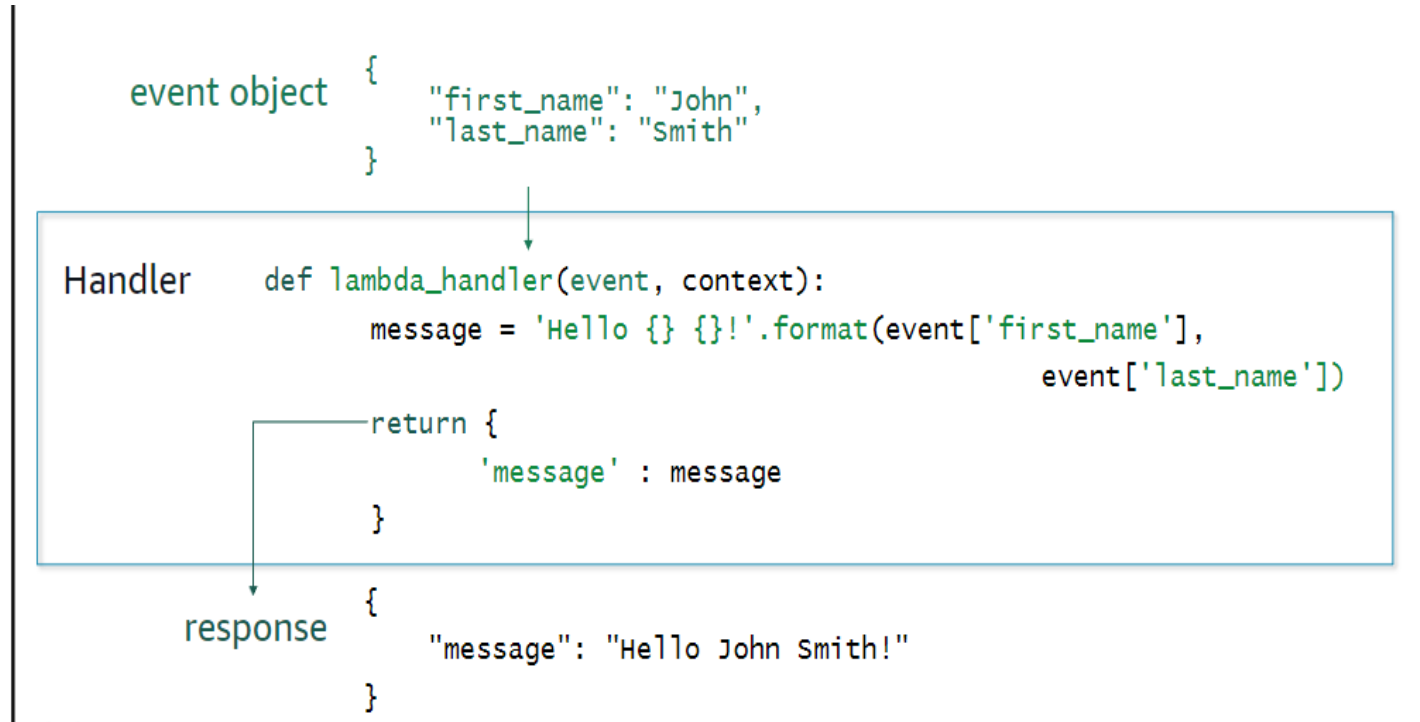 {
event object
"first_name": "John",
"last_name": "Smith"
}
Handler
def lambda_handler(event, context):
message = 'Hello {} {}!'.format(event['first_name'],
event['last_name'])
return {
'message' : message
}
{
response
"message": "Hello John Smith!"
}